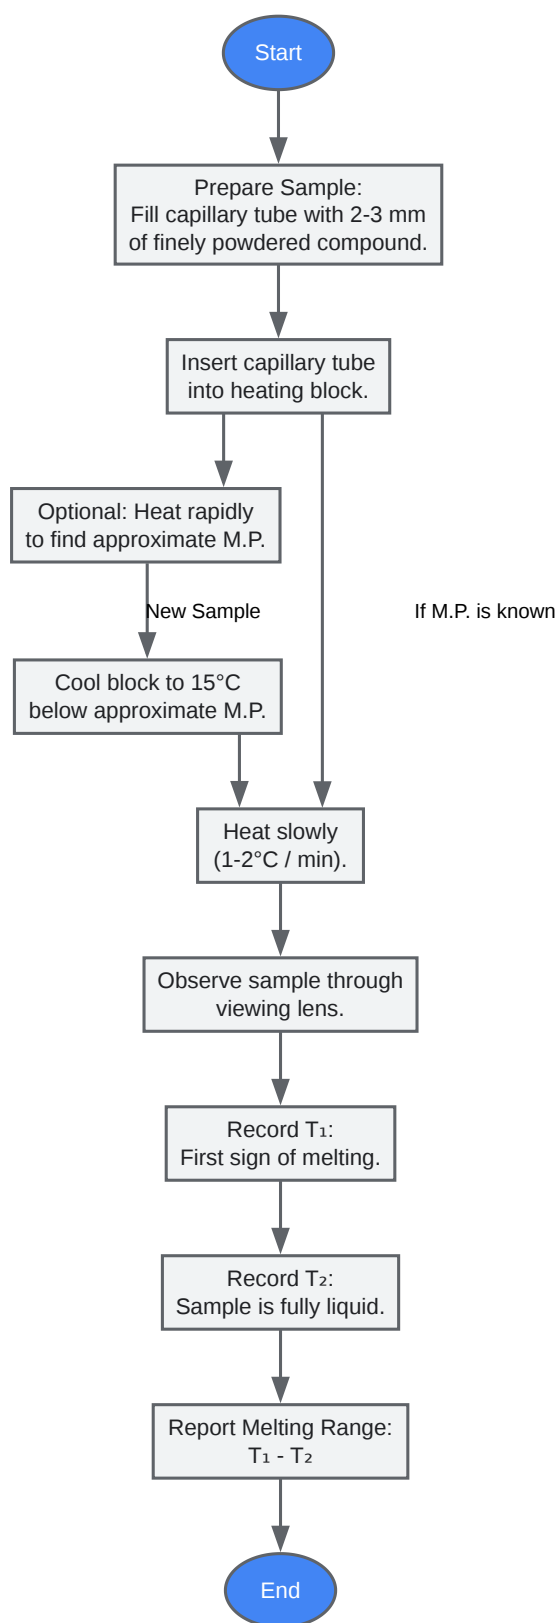 Start
Prepare Sample:
Fill capillary tube with 2-3 mm
of finely powdered compound.
Insert capillary tube
into heating block.
Optional: Heat rapidly
to find approximate M.P.
New Sample
If M.P. is known
Cool block to 15°C
below approximate M.P.
Heat slowly
(1-2°C / min).
Observe sample through
viewing lens.
Record T₁:
First sign of melting.
Record T₂:
Sample is fully liquid.
Report Melting Range:
T₁ - T₂
End